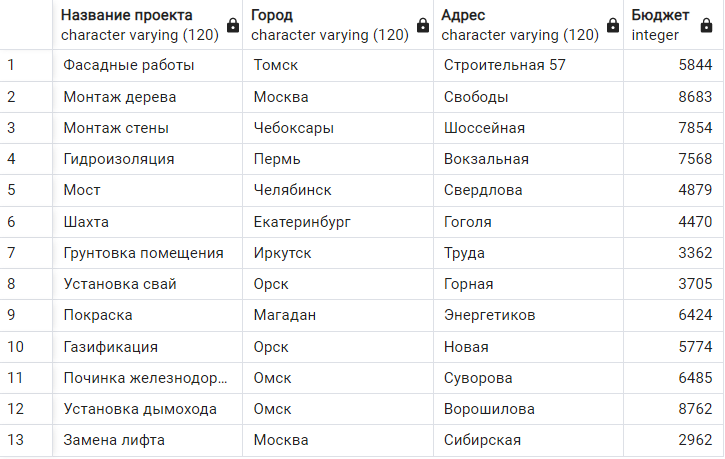 Название проекта Город Адрес Бюджет
character varying (120) character varying (120) character varying (120) integer
1 Фасадные работы Томск Строительная 57 5844
2 Монтаж дерева Москва Свободы 8683
3 Монтаж стены Чебоксары Шоссейная 7854
4 Гидроизоляция Пермь Вокзальная 7568
5 Мост Челябинск Свердлова 4879
6 Шахта Екатеринбург Гоголя 4470
7 Грунтовка помещения Иркутск Труда 3362
8 Установка свай Орск Горная 3705
9 Покраска Магадан Энергетиков 6424
10 Газификация Орск Новая 5774
11 Починка железнодор... Омск Суворова 6485
12 Установка дымохода Омск Ворошилова 8762
13 Замена лифта Москва Сибирская 2962